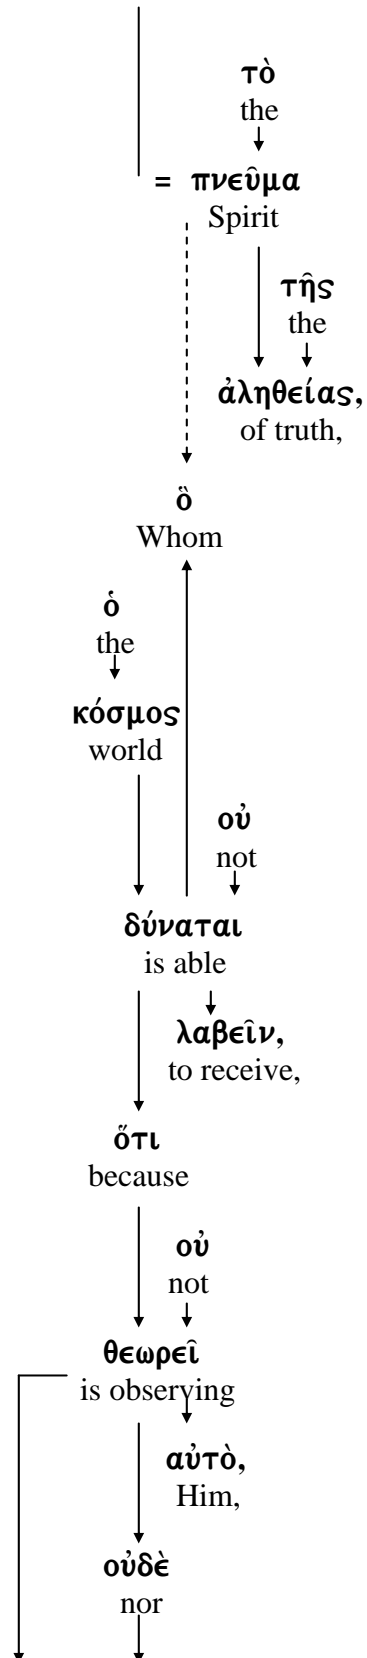 τὸ
the
= πνεῦμα
Spirit
τῆς
the
ἀληθείας,
of truth,
ὃ
Whom
ὁ
the
κόσμος
world
οὐ
not
δύναται
is able
λαβεῖν,
to receive,
ὅτι
because
οὐ
not
θεωρεῖ
is observing
αὐτὸ,
Him,
οὐδὲ
nor